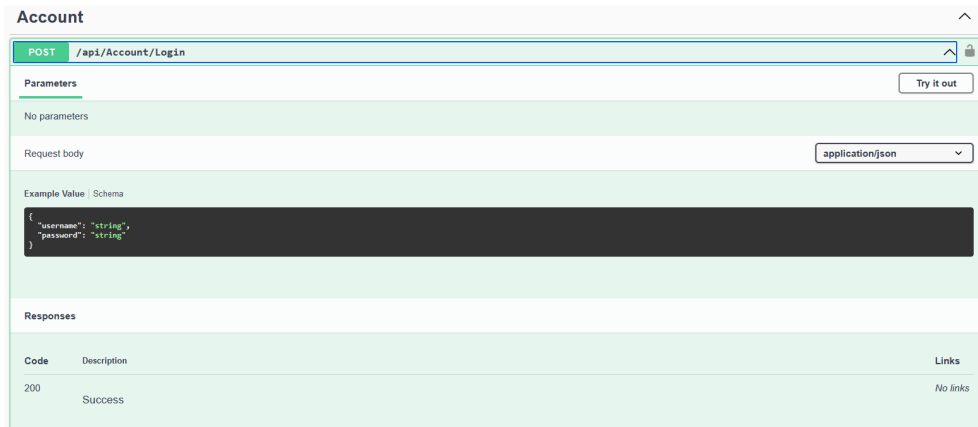 Account
POST /api/Account/Login
Parameters Try it out
No parameters
Request body application/json
Example Value | Schema
{
"username": "string",
"password": "string"
}
Responses
Code Description Links
200 Success No links